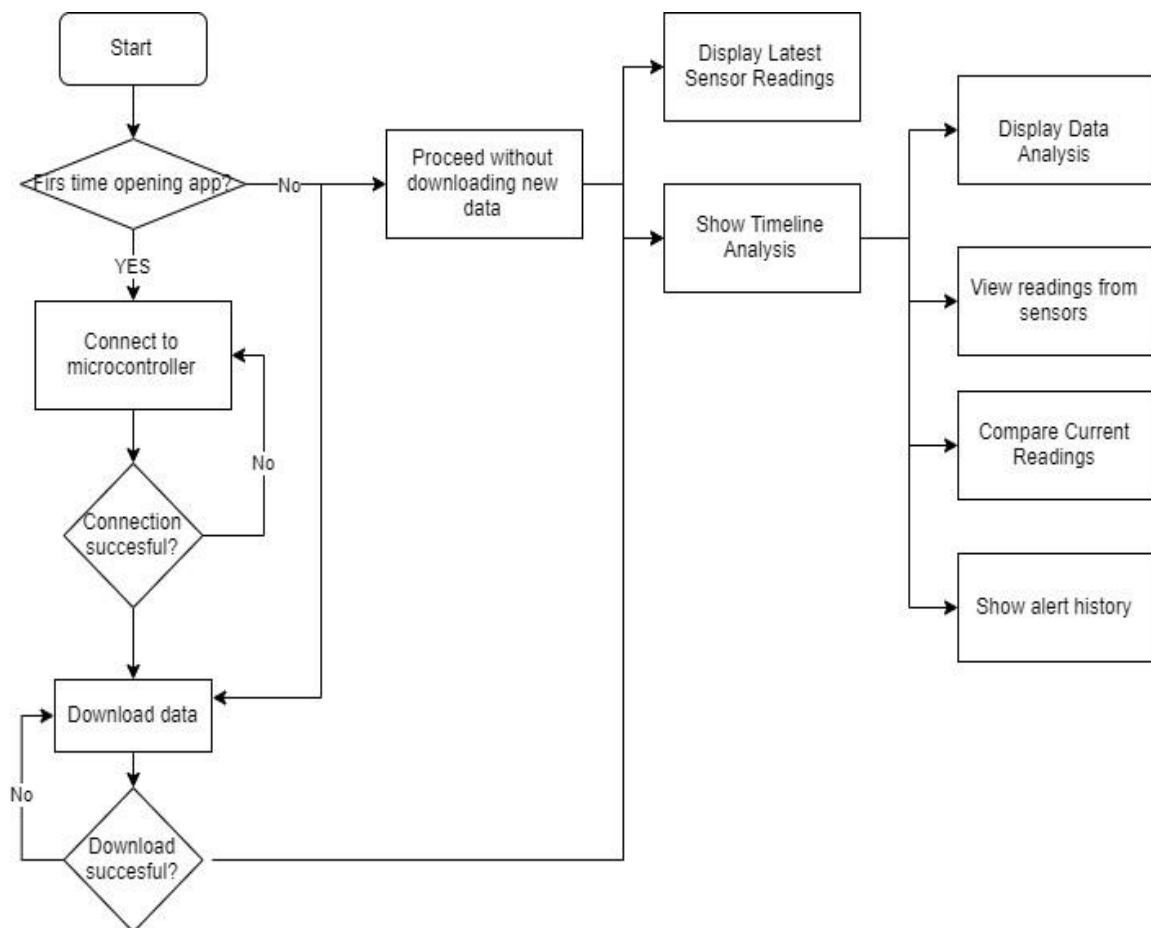 Start
Display Latest
Sensor Readings
Display Data
Analysis
Firs time opening app?
No
Proceed without
downloading new
data
Show Timeline
Analysis
YES
View readings from
sensors
Connect to
microcontroller
Compare Current
Readings
No
Connection
succesful?
Show alert history
Download data
No
Download
succesful?